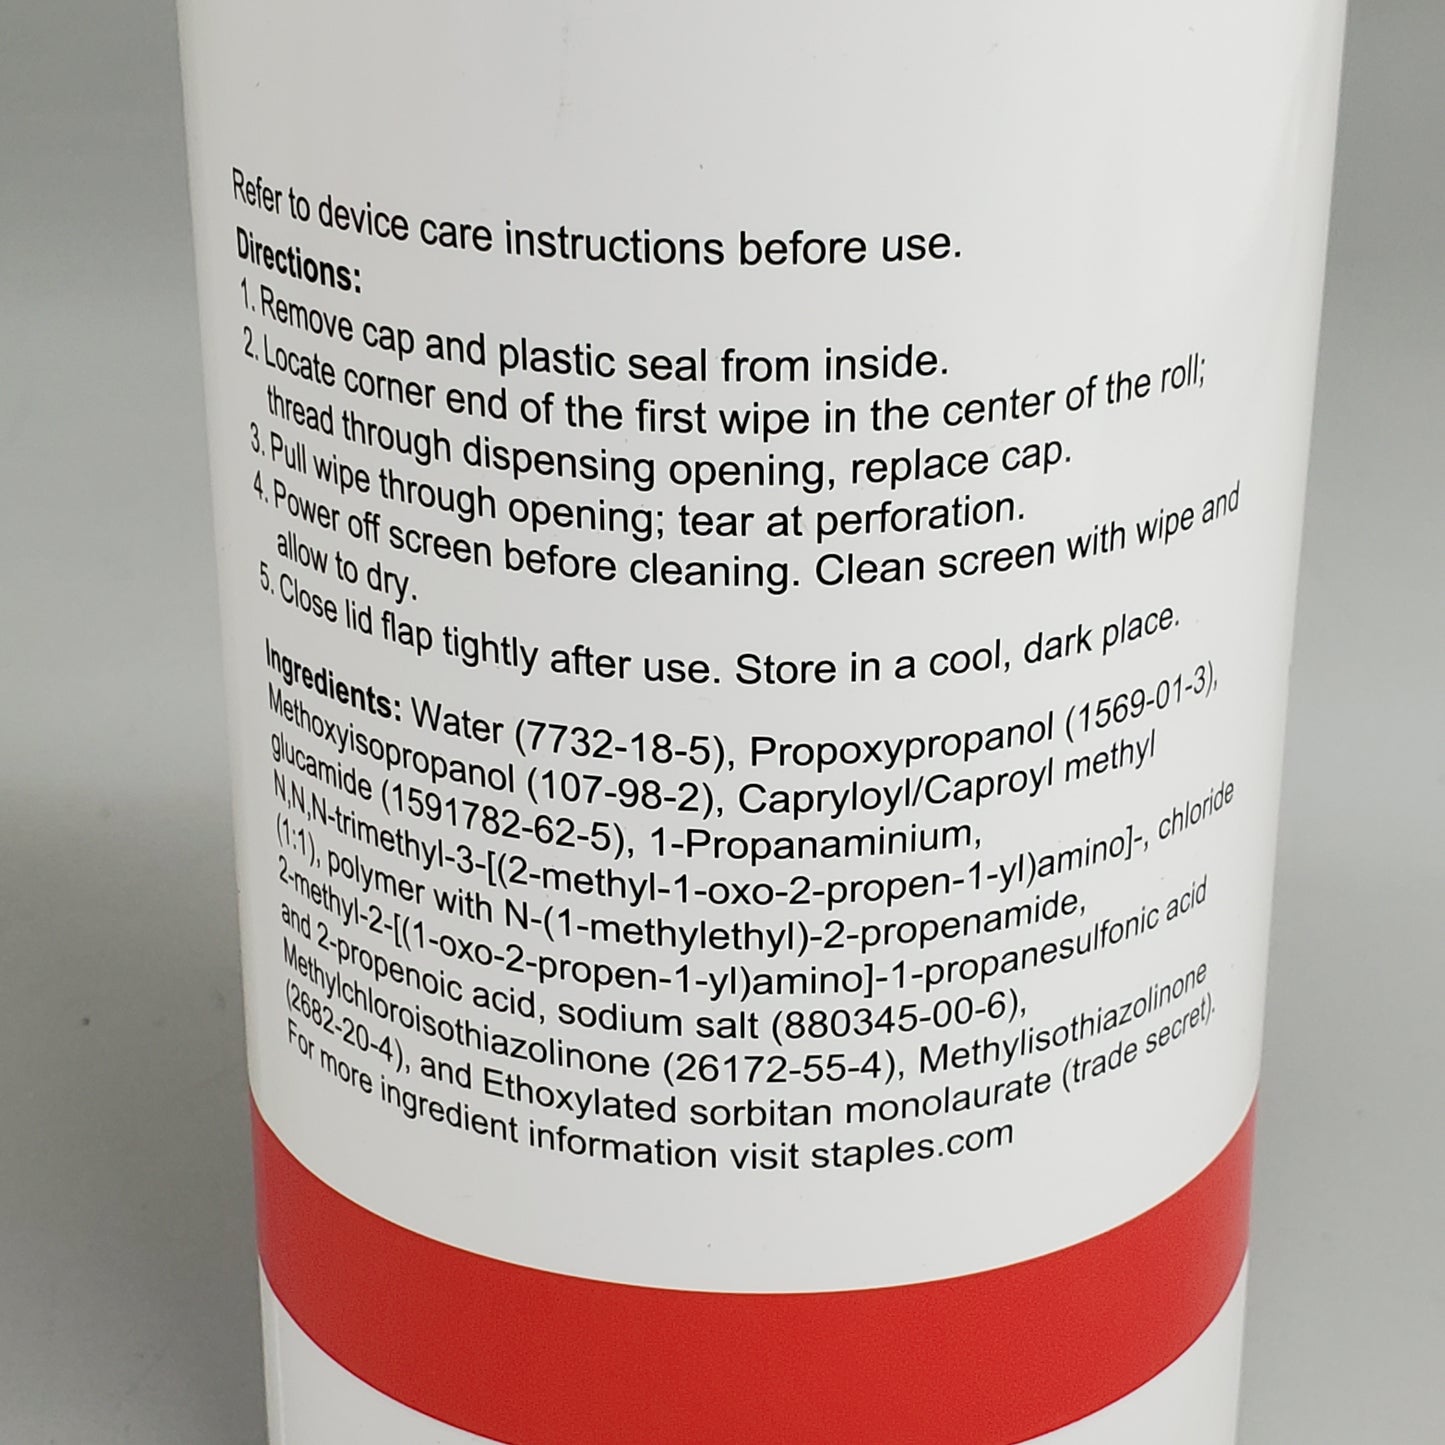 Refer to device care instructions before use.
Directions:
1. Remove cap and plastic seal from inside.
2. Locate corner end of the first wipe in the center of the roll;
thread through dispensing opening, replace cap.
3. Pull wipe through opening; tear at perforation.
4. Power off screen before cleaning. Clean screen with wipe and
allow to dry.
5. Close lid flap tightly after use. Store in a cool, dark place.
Ingredients: Water (7732-18-5), Propoxypropanol (1569-01-3),
Methoxyisopropanol (107-98-2), Capryloyl/Caproyl methyl
glucamide (1591782-62-5), 1-Propanaminium,
N,N,N-trimethyl-3-[(2-methyl-1-oxo-2-propen-1-yl)amino]-, chloride
(1:1), polymer with N-(1-methylethyl)-2-propenamide,
2-methyl-2-[(1-oxo-2-propen-1-yl)amino]-1-propanesulfonic acid
and 2-propenoic acid, sodium salt (880345-00-6),
Methylchloroisothiazolinone (26172-55-4), Methylisothiazolinone
(2682-20-4), and Ethoxylated sorbitan monolaurate (trade secret).
For more ingredient information visit staples.com